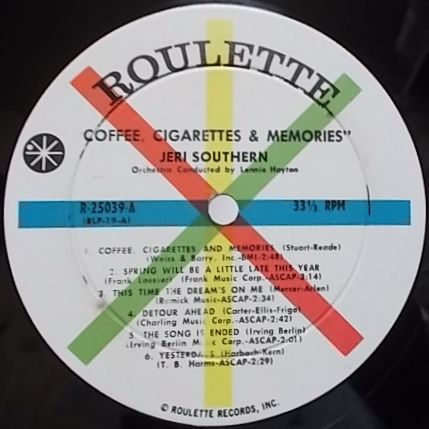 ROULETTE
COFFEE, CIGARETTES & MEMORIES"
JERI SOUTHERN
Orchestra Conducted by Lennie Hayton
R-25039-A
33⅓ RPM
(RLP-19-A)
1. COFFEE, CIGARETTES AND MEMORIES (Stuart-Reade)
(Weiss & Barry, Inc.-BMI-2:48)
2. SPRING WILL BE A LITTLE LATE THIS YEAR
(Frank Loesser) (Frank Music Corp.-ASCAP-3:14)
3. THIS TIME THE DREAM'S ON ME (Mercer-Arlen)
(Remick Music-ASCAP-2:34)
4. DETOUR AHEAD (Carter-Ellis-Frigo)
(Charling Music Corp.-ASCAP-2:42)
5. THE SONG IS ENDED (Irving Berlin)
(Irving Berlin Music Corp.-ASCAP-2:01)
6. YESTERDAYS (Harbach-Kern)
(T. B. Harms-ASCAP-2:29)
© ROULETTE RECORDS, INC.